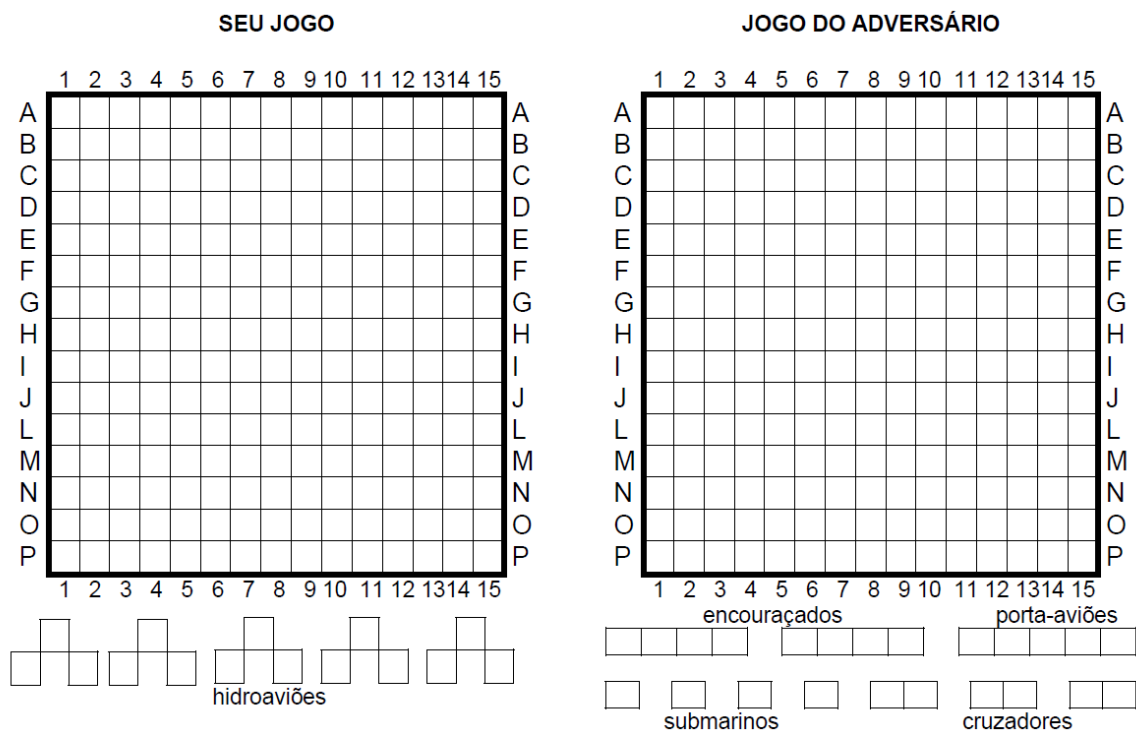 SEU JOGO JOGO DO ADVERSÁRIO
1 2 3 4 5 6 7 8 9 10 11 12 13 14 15 1 2 3 4 5 6 7 8 9 10 11 12 13 14 15
A A A A
B B B B
C C C C
D D D D
E E E E
F F F F
G G G G
H H H H
I I I I
J J J J
L L L L
M M M M
N N N N
O O O O
P P P P
1 2 3 4 5 6 7 8 9 10 11 12 13 14 15 1 2 3 4 5 6 7 8 9 10 11 12 13 14 15
encouraçados porta-aviões
hidroaviões
submarinos cruzadores